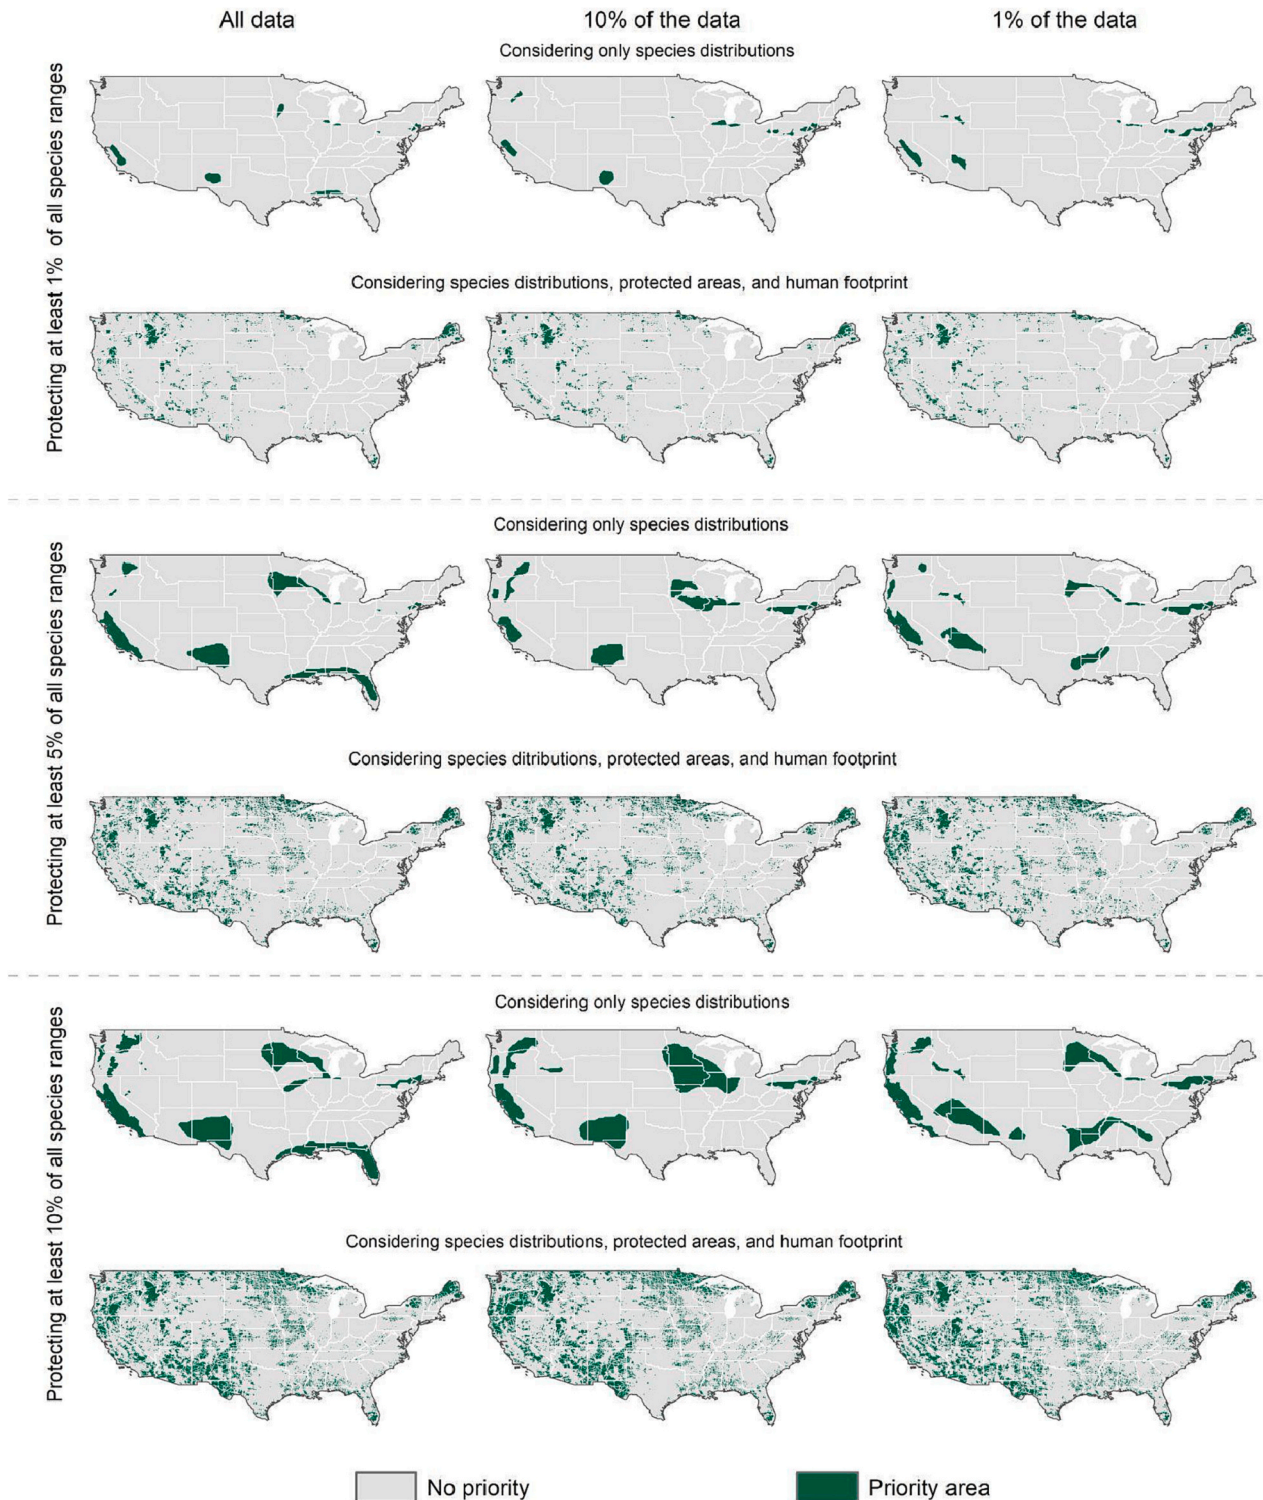 All data
10% of the data
1% of the data
Protecting at least 1% of all species ranges
Considering only species distributions
Considering species distributions, protected areas, and human footprint
Protecting at least 5% of all species ranges
Considering only species distributions
Considering species ditributions, protected areas, and human footprint
Protecting at least 10% of all species ranges
Considering only species distributions
Considering species distributions, protected areas, and human footprint
No priority
Priority area